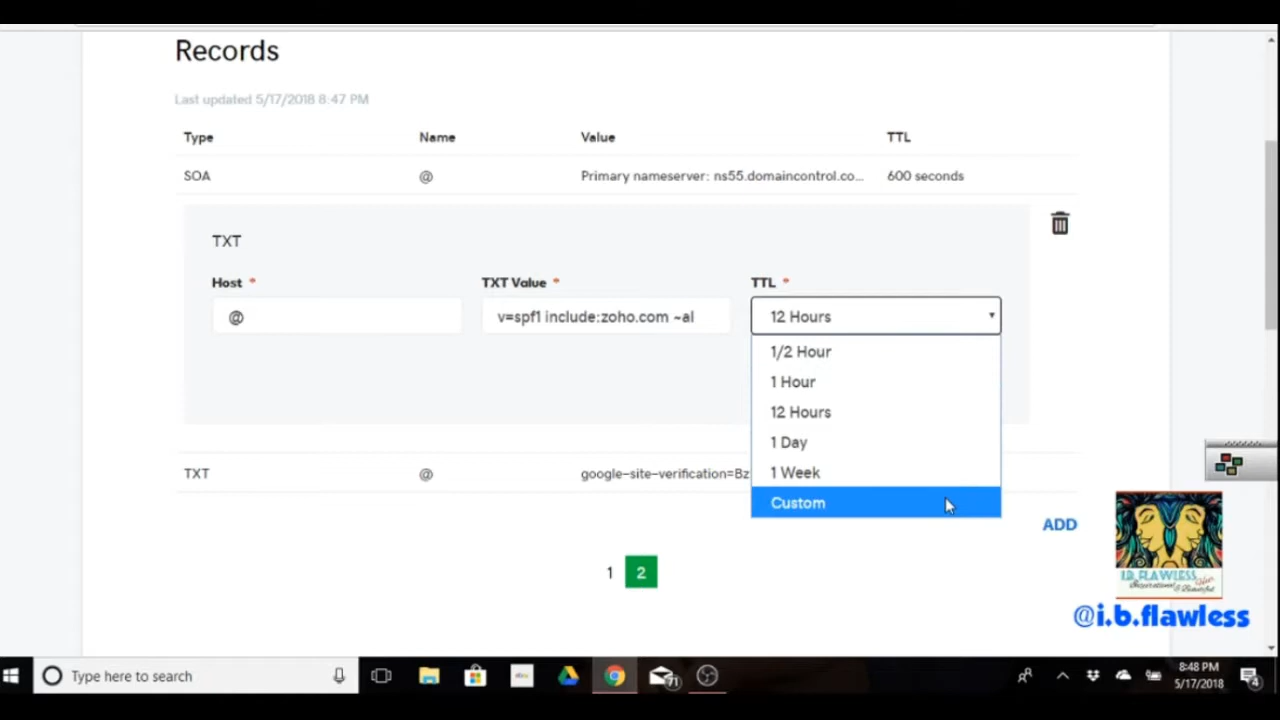 Records
Last updated 5/17/2018 8:47 PM
Type Name Value TTL
SOA @ Primary nameserver: ns55.domaincontrol.co... 600 seconds
TXT
Host * TXT Value * TTL *
@ v=spf1 include:zoho.com ~al 12 Hours
1/2 Hour
1 Hour
12 Hours
1 Day
1 Week
TXT @ google-site-verification=Bz
Custom
ADD
1 2
I.B.FLAWLESS
@i.b.flawless
Type here to search
71
8:48 PM
5/17/2018
4